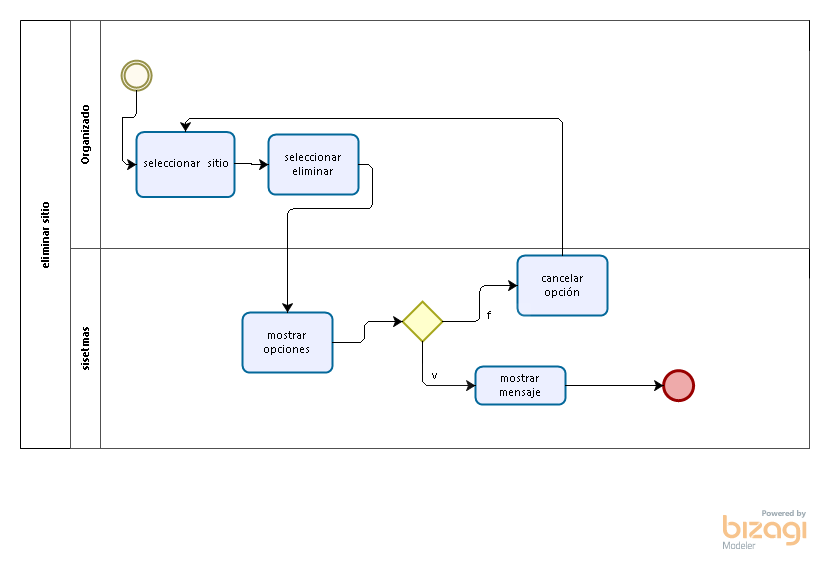 eliminar sitio
Organizado
seleccionar sitio
seleccionar
eliminar
sisetmas
mostrar
opciones
f
cancelar
opción
v
mostrar
mensaje
Powered by
bizagi
Modeler